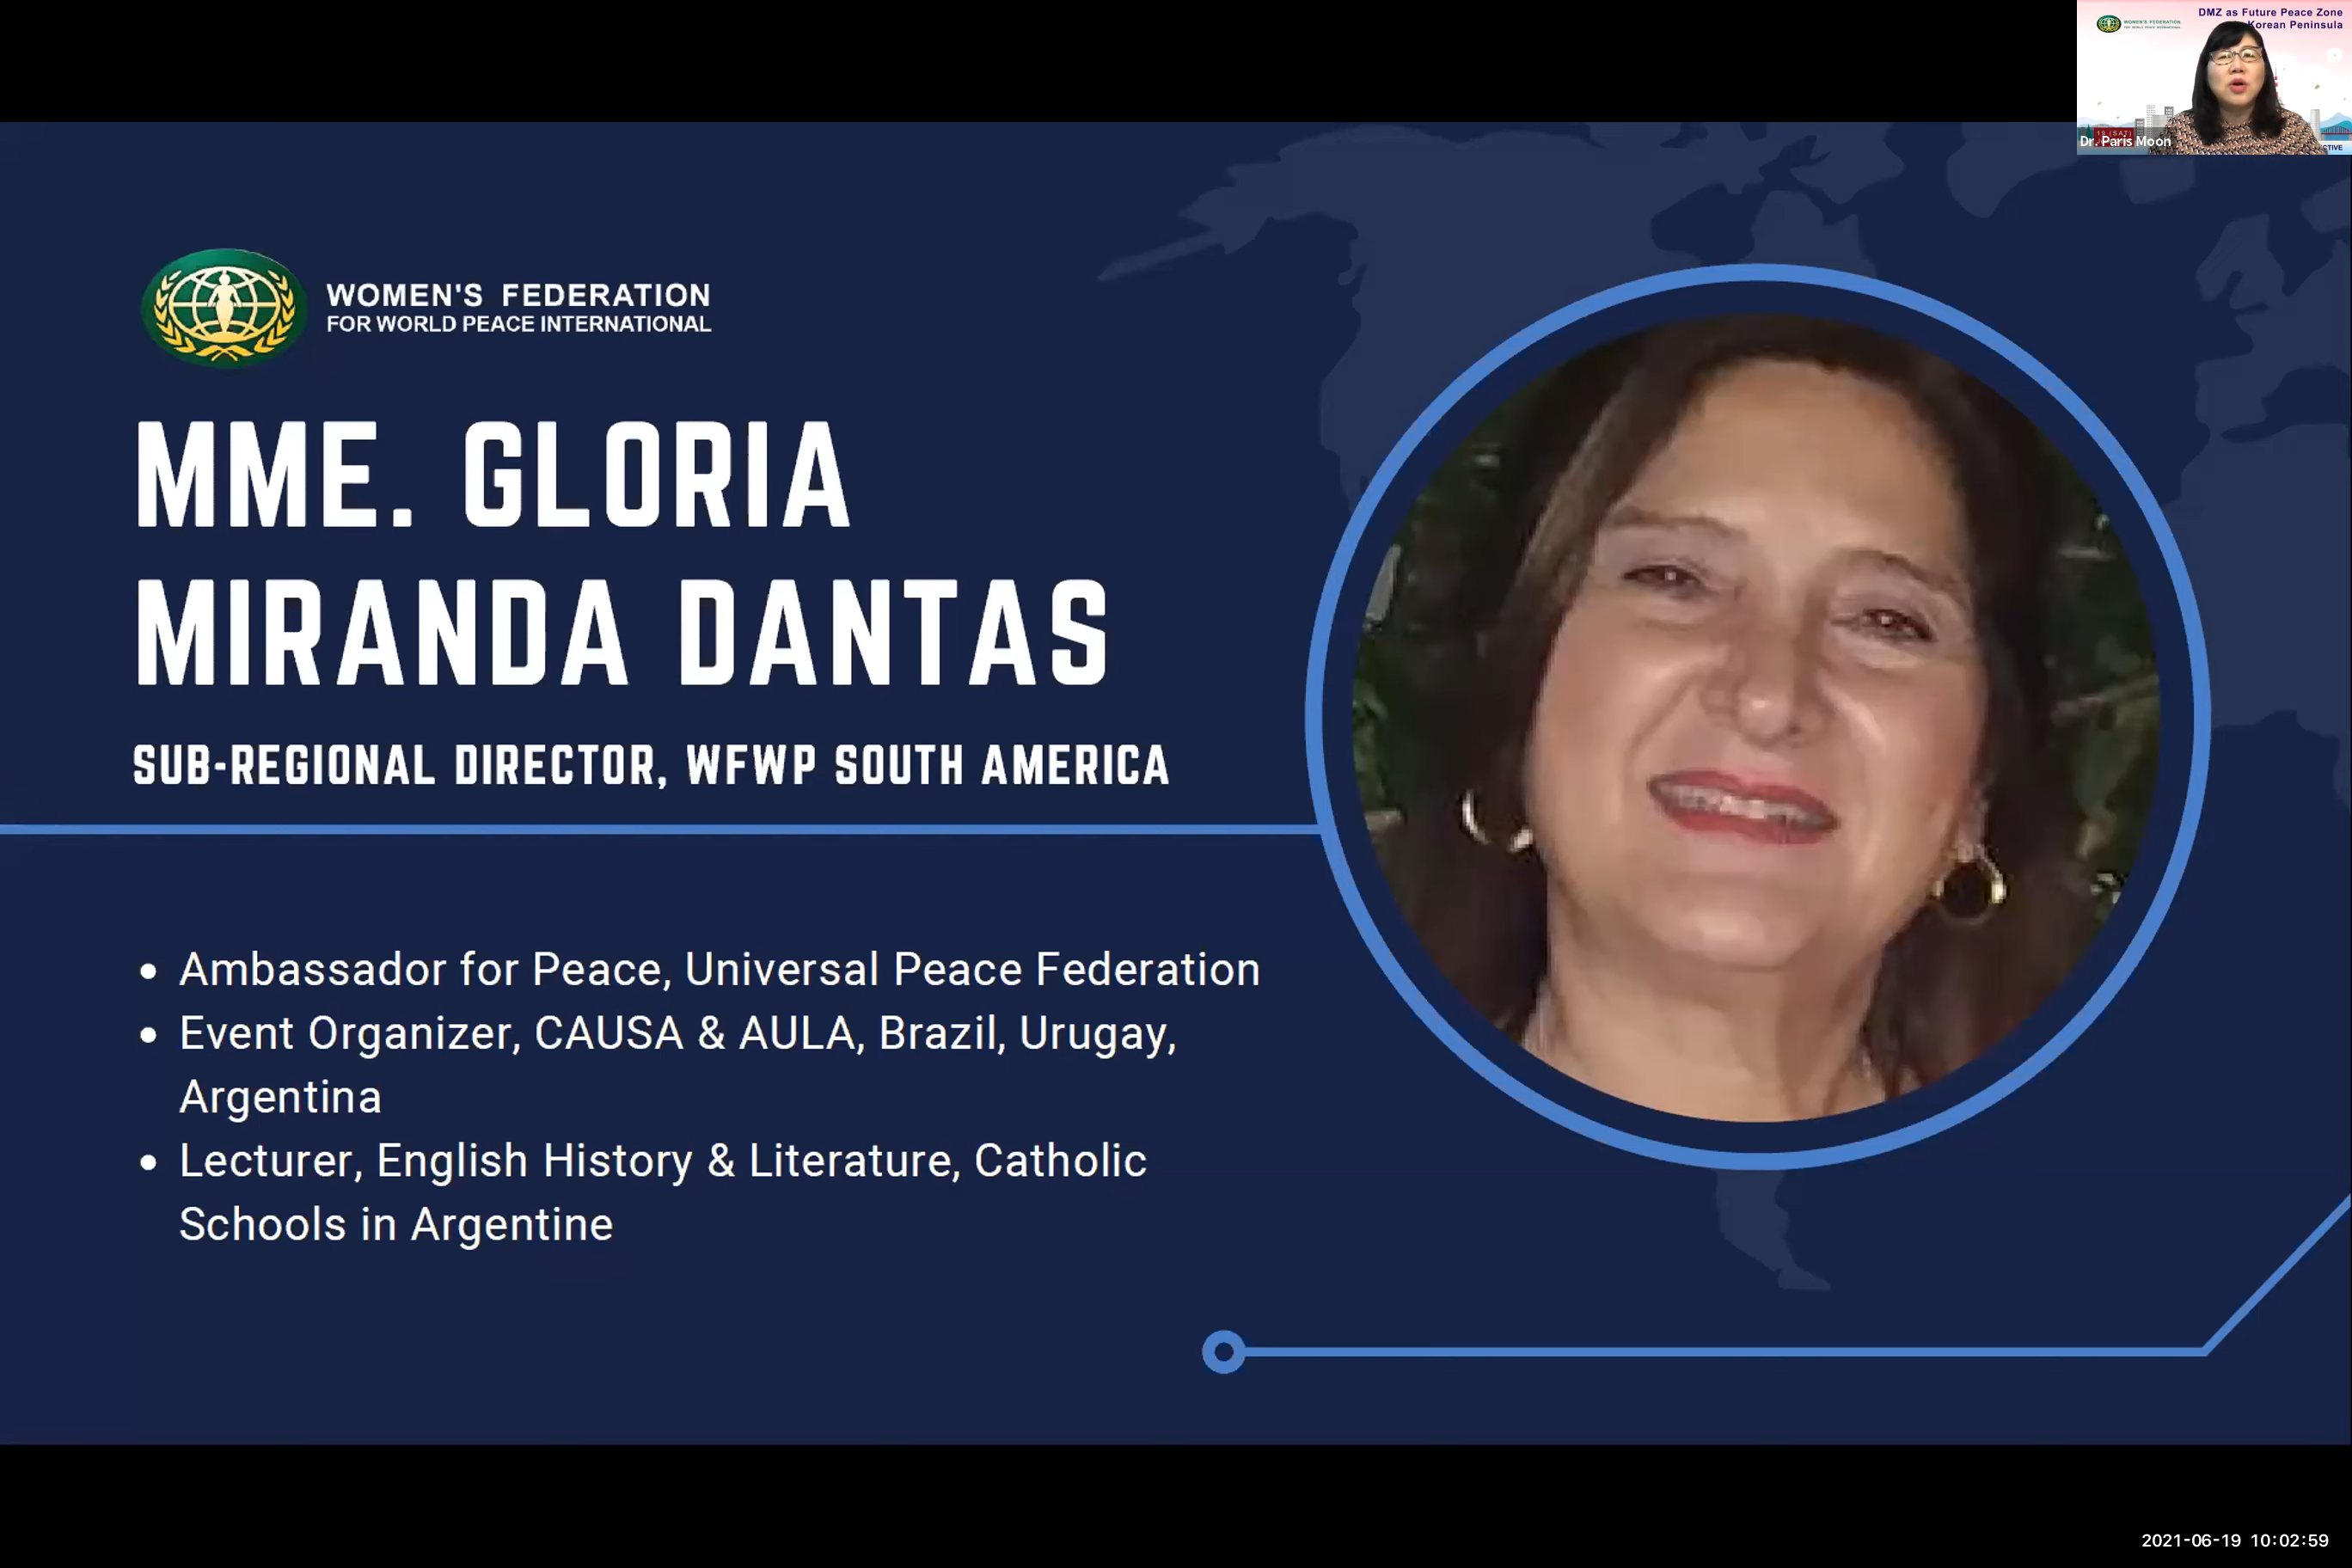 DMZ as Future Peace Zone
Korean Peninsula
WOMEN'S FEDERATION
Dr. Paris Moon
WOMEN'S FEDERATION
FOR WORLD PEACE INTERNATIONAL
MME. GLORIA
MIRANDA DANTAS
SUB-REGIONAL DIRECTOR, WFWP SOUTH AMERICA
• Ambassador for Peace, Universal Peace Federation
• Event Organizer, CAUSA & AULA, Brazil, Urugay,
Argentina
• Lecturer, English History & Literature, Catholic
Schools in Argentine
2021-06-19 10:02:59